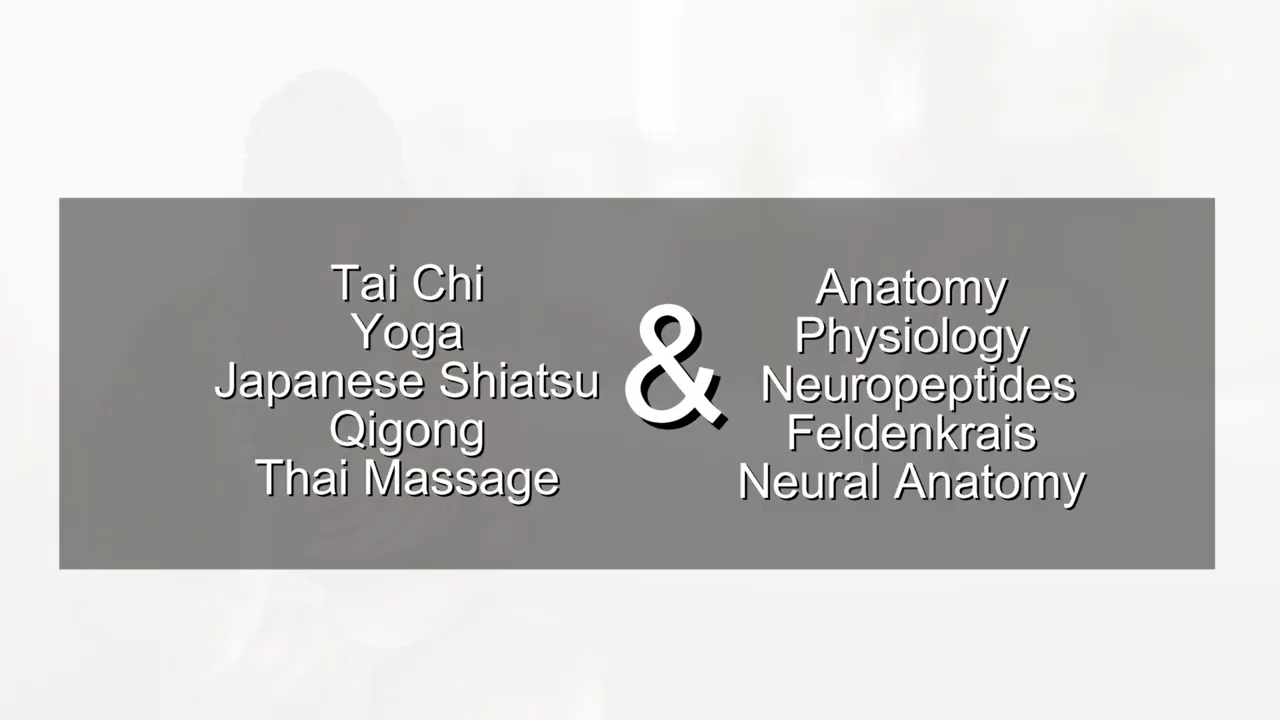 Tai Chi
Yoga
Japanese Shiatsu
Qigong
Thai Massage
&
Anatomy
Physiology
Neuropeptides
Feldenkrais
Neural Anatomy